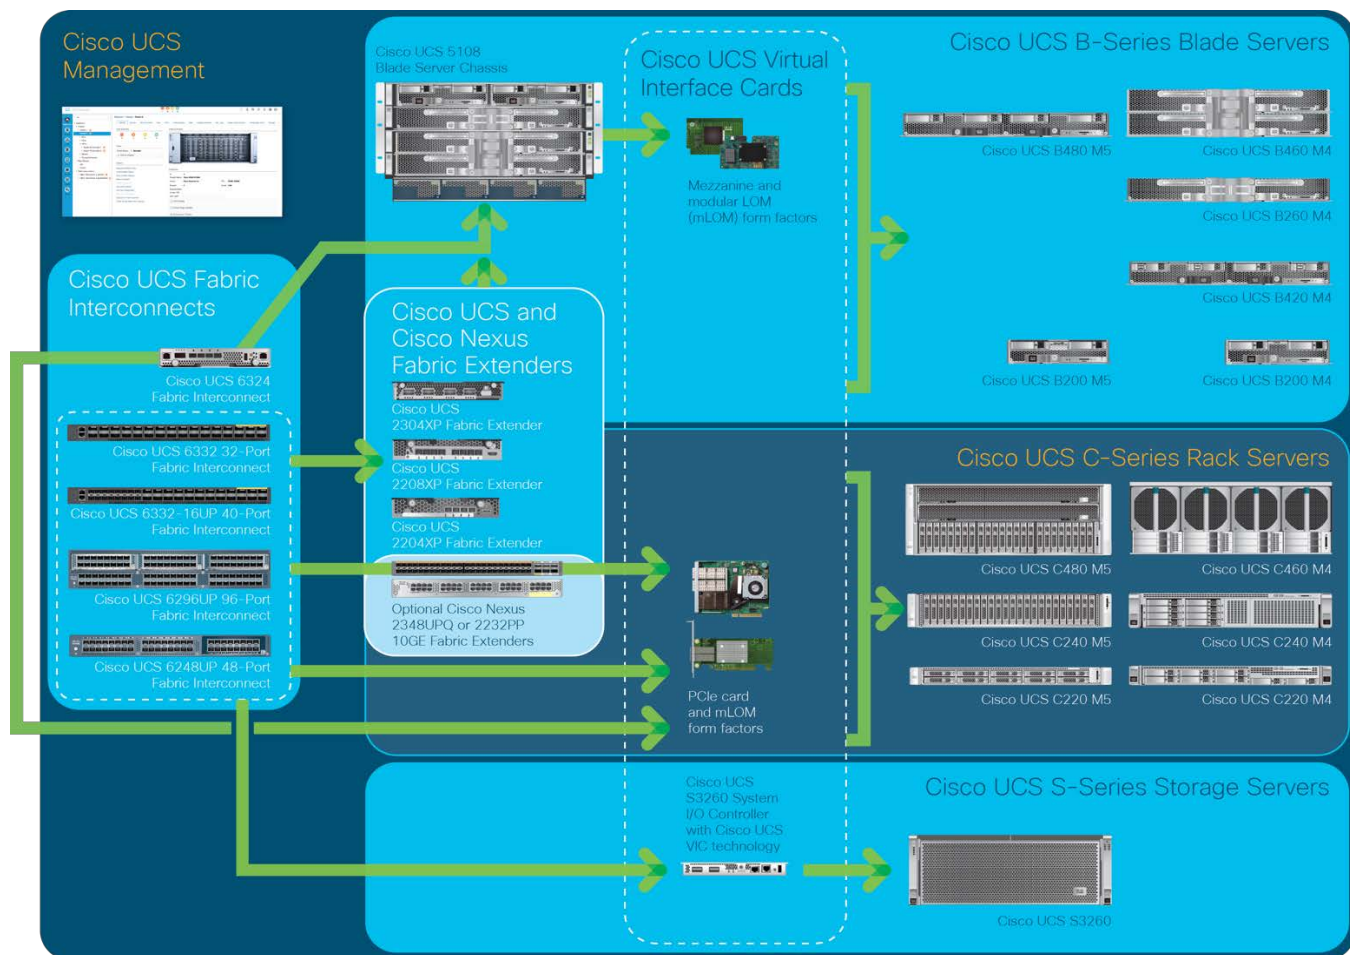 Cisco UCS
Management
Cisco UCS 5108
Blade Server Chassis
Cisco UCS Virtual
Interface Cards
Mezzanine and
modular LOM
(mLOM) form factors
Cisco UCS B-Series Blade Servers
Cisco UCS B480 M5
Cisco UCS B460 M4
Cisco UCS B260 M4
Cisco UCS B420 M4
Cisco UCS B200 M5
Cisco UCS B200 M4
Cisco UCS Fabric
Interconnects
Cisco UCS 6324
Fabric Interconnect
Cisco UCS 6332 32-Port
Fabric Interconnect
Cisco UCS 6332-16UP 40-Port
Fabric Interconnect
Cisco UCS 6296UP 96-Port
Fabric Interconnect
Cisco UCS 6248UP 48-Port
Fabric Interconnect
Cisco UCS and
Cisco Nexus
Fabric Extenders
Cisco UCS
2304XP Fabric Extender
Cisco UCS
2208XP Fabric Extender
Cisco UCS
2204XP Fabric Extender
Optional Cisco Nexus
2348UPQ or 2232PP
10GE Fabric Extenders
PCIe card
and mLOM
form factors
Cisco UCS C-Series Rack Servers
Cisco UCS C480 M5
Cisco UCS C460 M4
Cisco UCS C240 M5
Cisco UCS C240 M4
Cisco UCS C220 M5
Cisco UCS C220 M4
Cisco UCS
S3260 System
I/O Controller
with Cisco UCS
VIC technology
Cisco UCS S-Series Storage Servers
Cisco UCS S3260